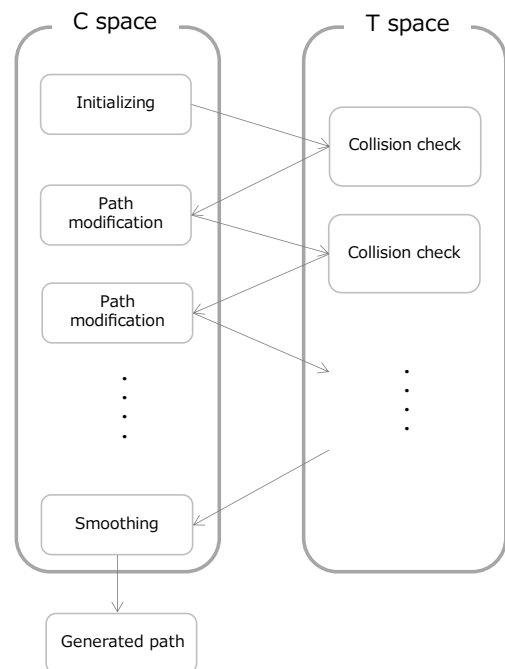 C space
T space
Initializing
Collision check
Path
modification
Collision check
Path
modification
Smoothing
Generated path